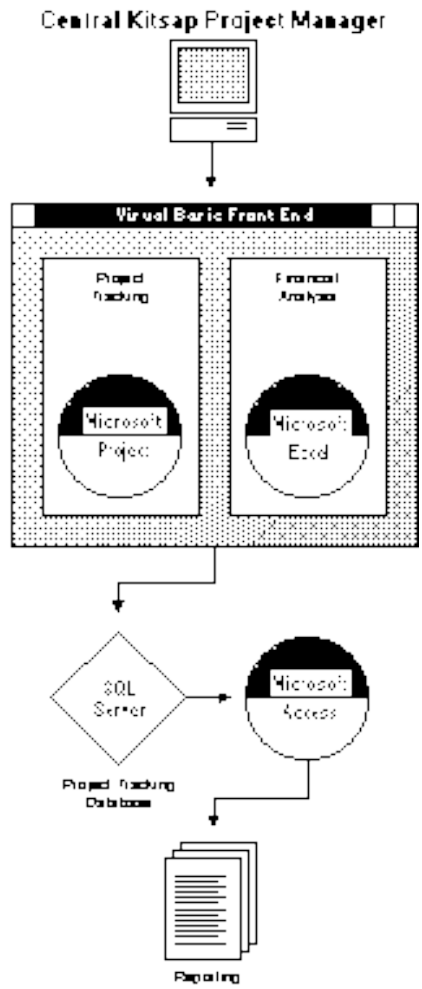 Central Kitsap Project Manager
Virtual Basic Front End
Project
Tracking
Financial
Analysis
Microsoft
Project
Microsoft
Excel
SQL
Server
Microsoft
Access
Project Tracking
Database
Reporting